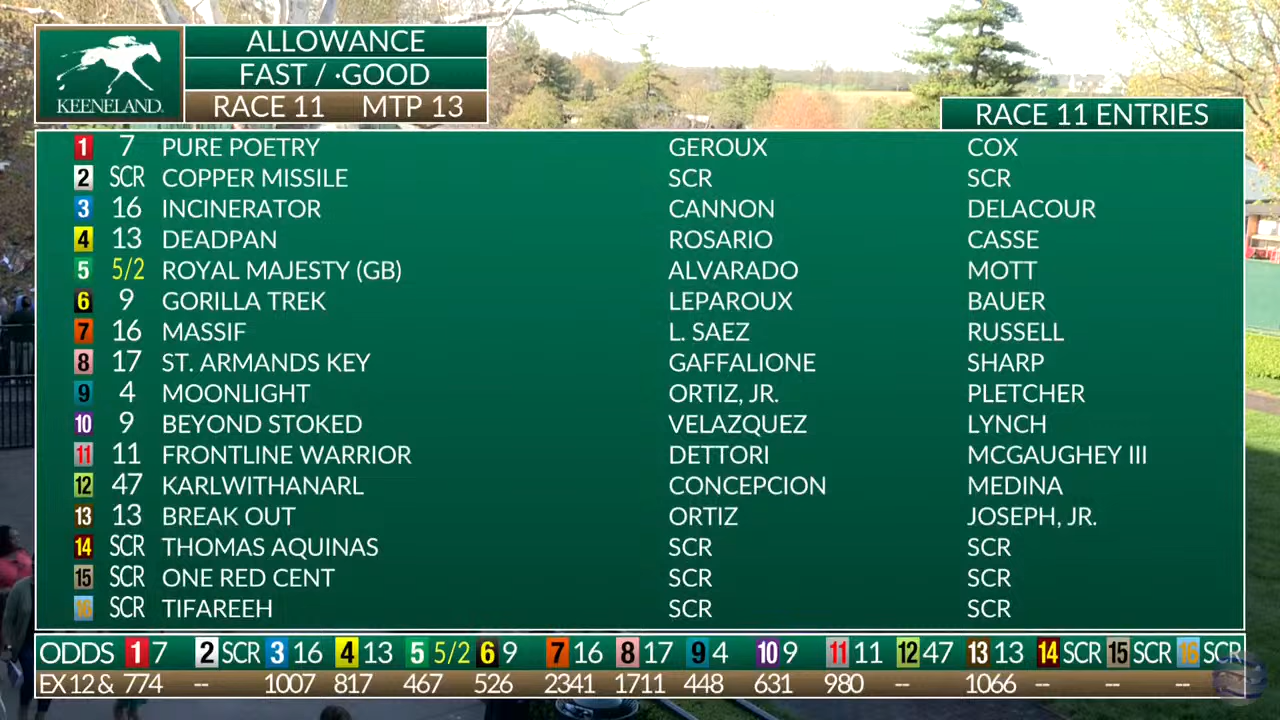 KEENELAND
ALLOWANCE
FAST / ·GOOD
RACE 11 MTP 13
RACE 11 ENTRIES
1 7 PURE POETRY GEROUX COX
2 SCR COPPER MISSILE SCR SCR
3 16 INCINERATOR CANNON DELACOUR
4 13 DEADPAN ROSARIO CASSE
5 5/2 ROYAL MAJESTY (GB) ALVARADO MOTT
6 9 GORILLA TREK LEPAROUX BAUER
7 16 MASSIF L. SAEZ RUSSELL
8 17 ST. ARMANDS KEY GAFFALIONE SHARP
9 4 MOONLIGHT ORTIZ, JR. PLETCHER
10 9 BEYOND STOKED VELAZQUEZ LYNCH
11 11 FRONTLINE WARRIOR DETTORI MCGAUGHEY III
12 47 KARLWITHANARL CONCEPCION MEDINA
13 13 BREAK OUT ORTIZ JOSEPH, JR.
14 SCR THOMAS AQUINAS SCR SCR
15 SCR ONE RED CENT SCR SCR
16 SCR TIFAREEH SCR SCR
ODDS 1 7 2 SCR 3 16 4 13 5 5/2 6 9 7 16 8 17 9 4 10 9 11 11 12 47 13 13 14 SCR 15 SCR 16 SCR
EX 12 & 774 -- 1007 817 467 526 2341 1711 448 631 980 -- 1066 -- -- --